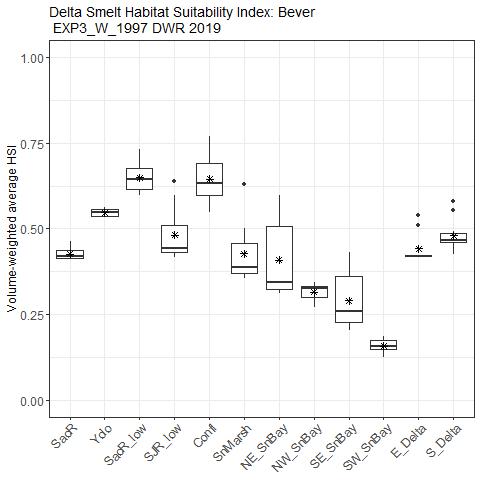 Delta Smelt Habitat Suitability Index: Bever
EXP3_W_1997 DWR 2019
Volume-weighted average HSI
1.00
0.75
0.50
0.25
0.00
SacR
Yolo
SacR_low
SJR_low
Confl
SnMarsh
NE_SnBay
NW_SnBay
SE_SnBay
SW_SnBay
E_Delta
S_Delta